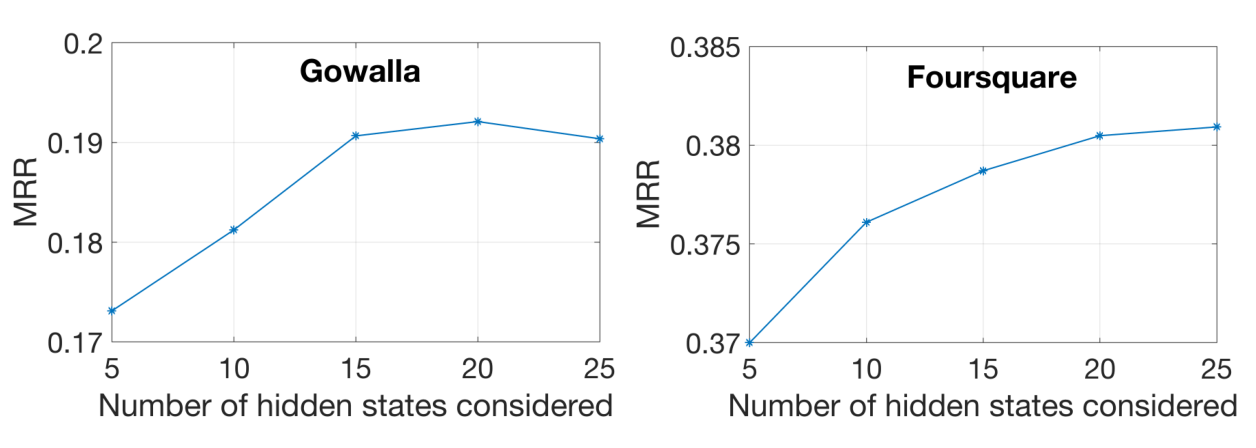 Gowalla
MRR
0.2
0.19
0.18
0.17
5 10 15 20 25
Number of hidden states considered
Foursquare
MRR
0.385
0.38
0.375
0.37
5 10 15 20 25
Number of hidden states considered